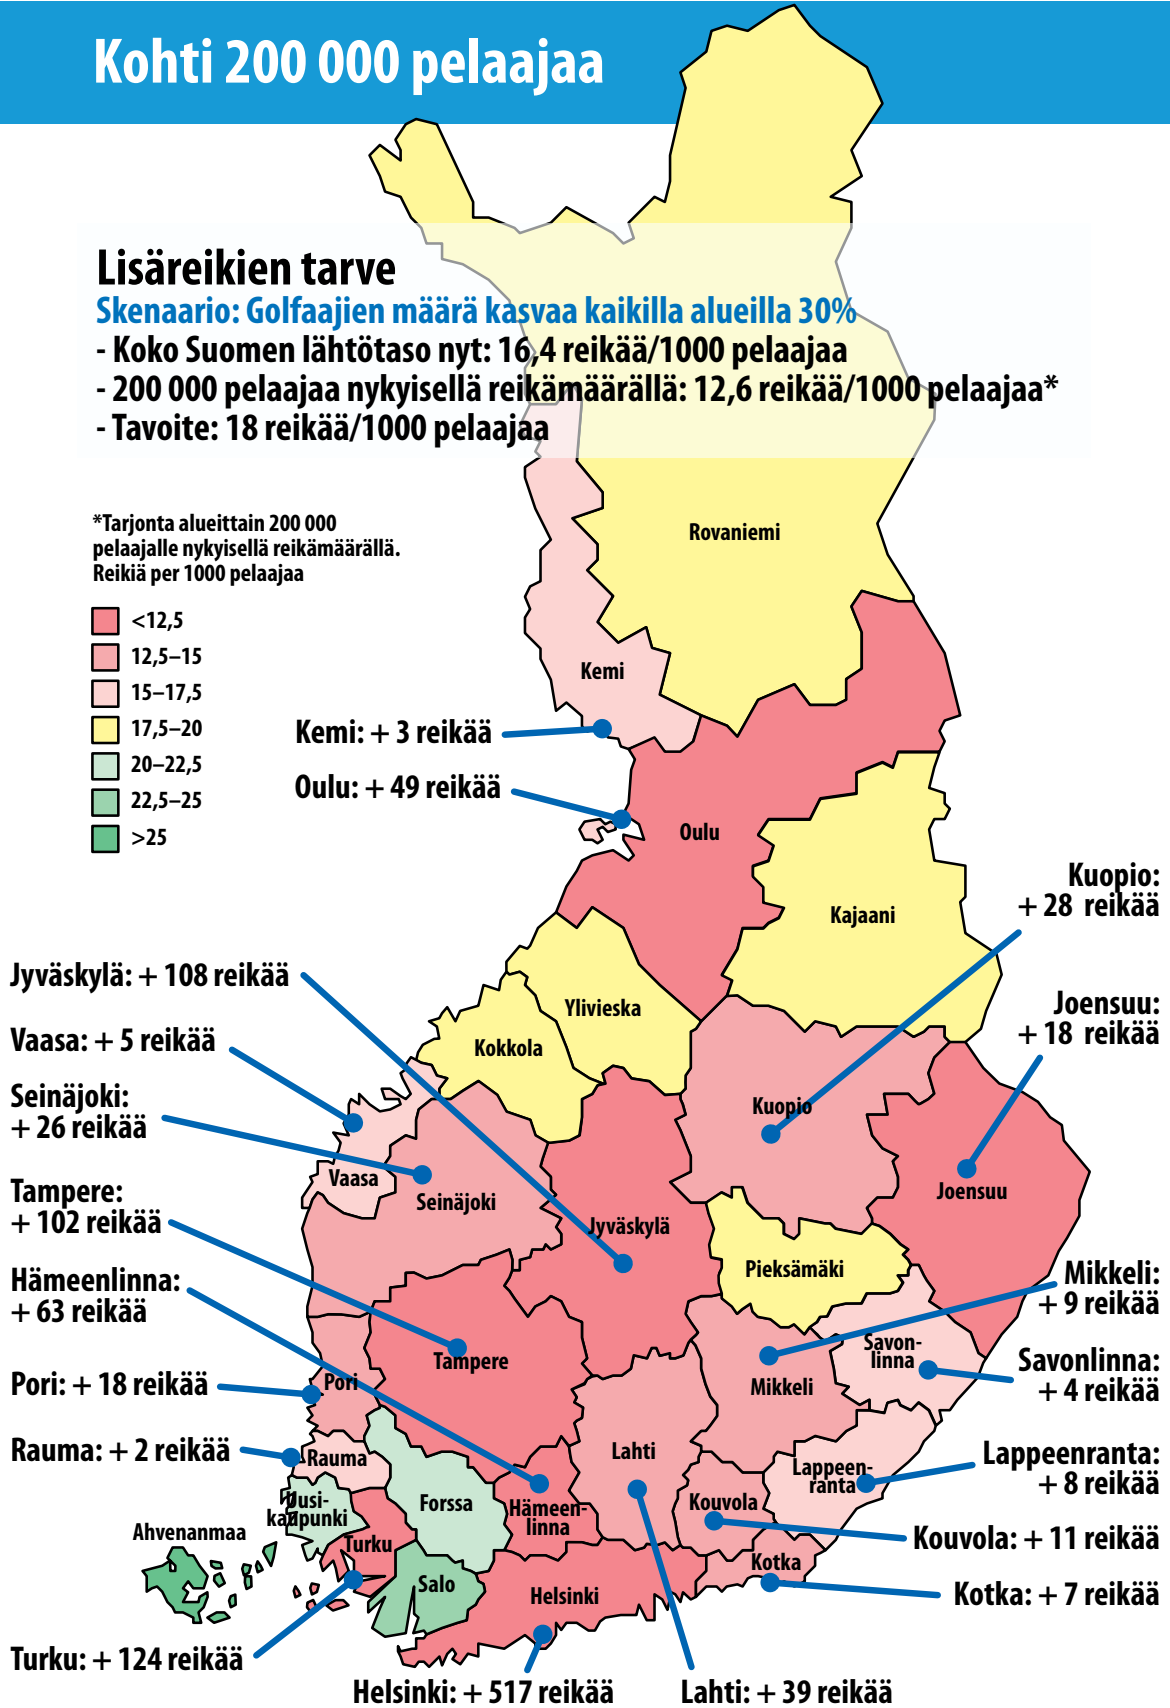 Kohti 200 000 pelaajaa
Lisäreikien tarve
Skenaario: Golfaajien määrä kasvaa kaikilla alueilla 30%
- Koko Suomen lähtötaso nyt: 16,4 reikää/1000 pelaajaa
- 200 000 pelaajaa nykyisellä reikämäärällä: 12,6 reikää/1000 pelaajaa*
- Tavoite: 18 reikää/1000 pelaajaa
*Tarjonta alueittain 200 000
pelaajalle nykyisellä reikämäärällä.
Reikiä per 1000 pelaajaa
<12,5
12,5–15
15–17,5
17,5–20
20–22,5
22,5–25
>25
Rovaniemi
Kemi
Kemi: + 3 reikää
Oulu: + 49 reikää
Oulu
Kajaani
Kuopio:
+ 28 reikää
Jyväskylä: + 108 reikää
Ylivieska
Joensuu:
+ 18 reikää
Vaasa: + 5 reikää
Kokkola
Seinäjoki:
+ 26 reikää
Kuopio
Vaasa
Seinäjoki
Joensuu
Tampere:
+ 102 reikää
Jyväskylä
Pieksämäki
Hämeenlinna:
+ 63 reikää
Mikkeli:
+ 9 reikää
Savon-
linna
Tampere
Savonlinna:
+ 4 reikää
Pori: + 18 reikää
Pori
Mikkeli
Rauma: + 2 reikää
Rauma
Lahti
Lappeen-
ranta
Lappeenranta:
+ 8 reikää
Uusi-
kaupunki
Forssa
Hämeen-
linna
Kouvola
Kouvola: + 11 reikää
Ahvenanmaa
Turku
Kotka
Salo
Helsinki
Kotka: + 7 reikää
Turku: + 124 reikää
Helsinki: + 517 reikää
Lahti: + 39 reikää